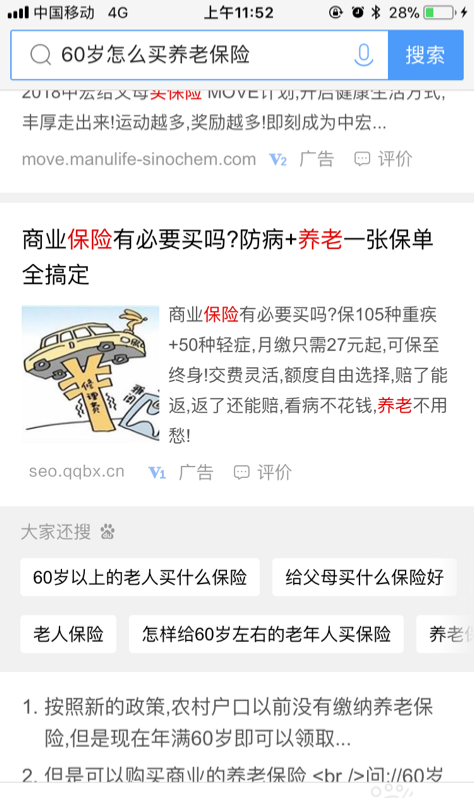 中国移动 4G 上午11:52 28%
60岁怎么买养老保险 搜索
2018中宏给父母买保险 MOVE计划,开启健康生活方式,
丰厚走出来!运动越多,奖励越多!即刻成为中宏...
move.manulife-sinochem.com V2 广告 评价
商业保险有必要买吗?防病+养老一张保单
全搞定
修理费
商业保险有必要买吗?保105种重疾
+50种轻症,月缴只需27元起,可保至
终身!交费灵活,额度自由选择,赔了能
返,返了还能赔,看病不花钱,养老不用
愁!
seo.qqbx.cn V1 广告 评价
大家还搜
60岁以上的老人买什么保险 给父母买什么保险好
老人保险 怎样给60岁左右的老年人买保险 养老保
1. 按照新的政策,农村户口以前没有缴纳养老保
险,但是现在年满60岁即可以领取...
2. 但是可以购买商业的养老保险 <br />问://60岁